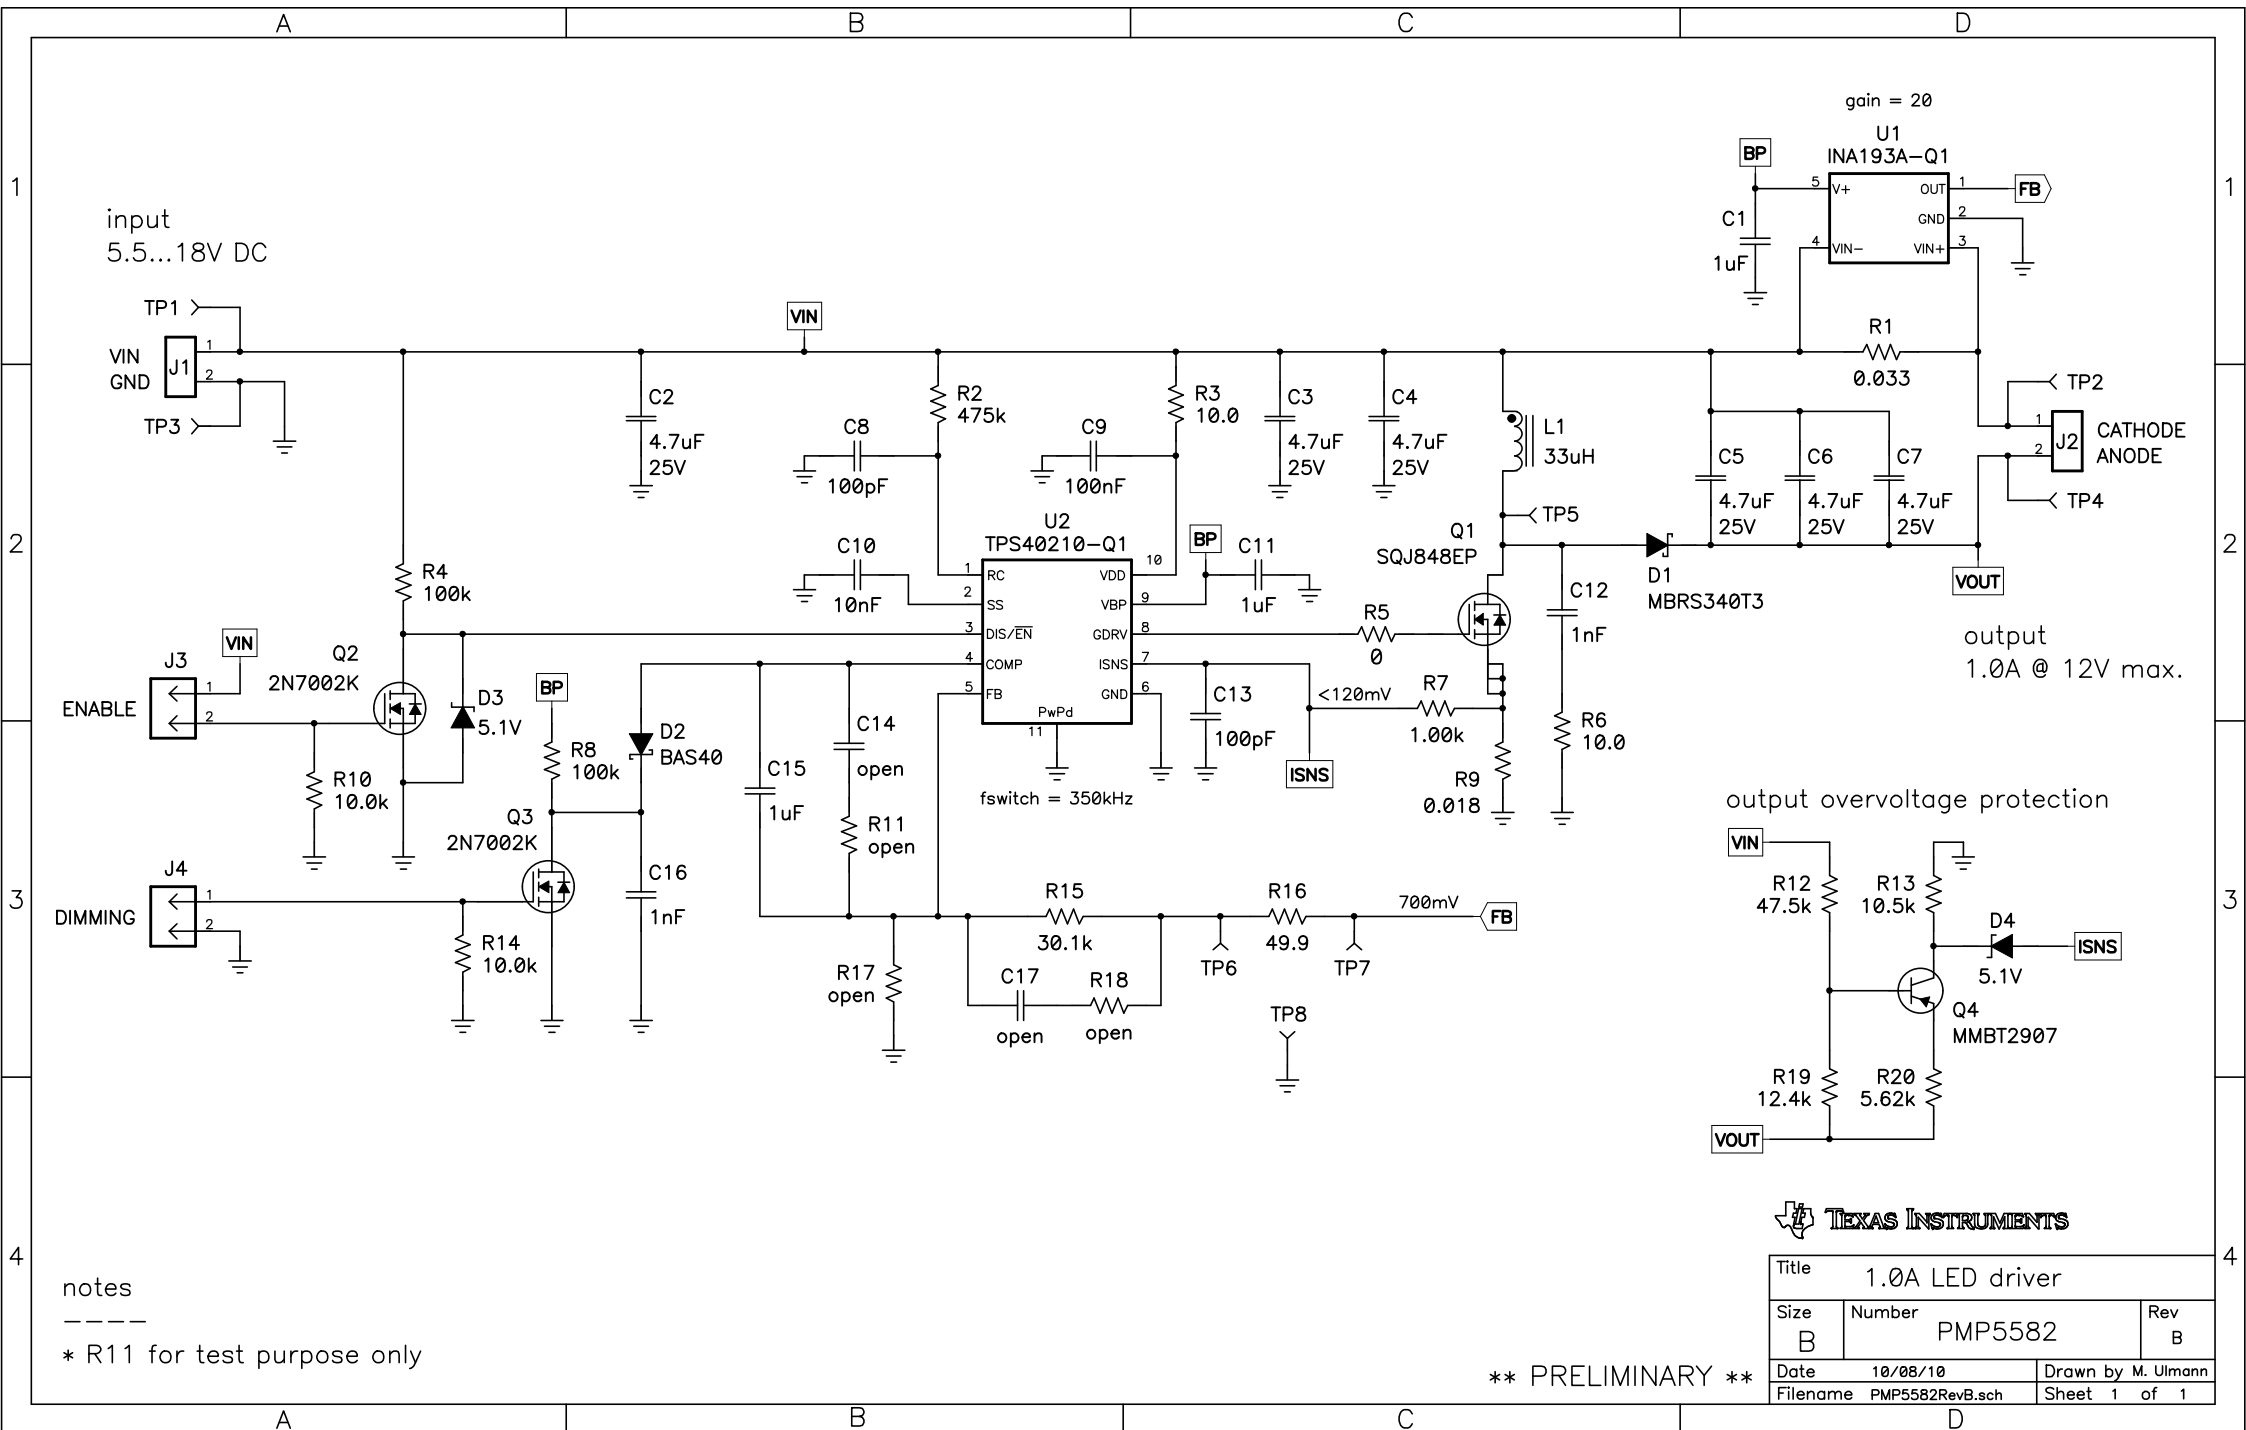 A B C D
1
2
3
4
1
2
3
4
A B C D
input
5.5...18V DC
TP1
VIN
GND
J1
1
2
TP3
VIN
C2
4.7uF
25V
R2
475k
C8
100pF
R3
10.0
C9
100nF
C3
4.7uF
25V
C4
4.7uF
25V
L1
33uH
TP5
gain = 20
U1
INA193A-Q1
BP
5 V+
OUT 1
FB
GND 2
4 VIN-
VIN+ 3
C1
1uF
R1
0.033
TP2
1
2
J2
CATHODE
ANODE
TP4
C5
4.7uF
25V
C6
4.7uF
25V
C7
4.7uF
25V
D1
MBRS340T3
VOUT
output
1.0A @ 12V max.
U2
TPS40210-Q1
1 RC
2 SS
3 DIS/EN
4 COMP
5 FB
VDD 10
VBP 9
GDRV 8
ISNS 7
GND 6
PwPd
11
fswitch = 350kHz
C10
10nF
BP
C11
1uF
R5
0
Q1
SQJ848EP
C12
1nF
R6
10.0
<120mV
R7
1.00k
R9
0.018
C13
100pF
ISNS
R4
100k
VIN
J3
1
2
ENABLE
Q2
2N7002K
D3
5.1V
R10
10.0k
BP
R8
100k
D2
BAS40
C15
1uF
C14
open
R11
open
Q3
2N7002K
C16
1nF
J4
1
2
DIMMING
R14
10.0k
R17
open
R15
30.1k
R16
49.9
700mV
FB
TP6
TP7
C17
open
R18
open
TP8
output overvoltage protection
VIN
R12
47.5k
R13
10.5k
D4
5.1V
ISNS
Q4
MMBT2907
R19
12.4k
R20
5.62k
VOUT
notes
----
* R11 for test purpose only
** PRELIMINARY **
TEXAS INSTRUMENTS
Title 1.0A LED driver
Size B
Number PMP5582
Rev B
Date 10/08/10
Drawn by M. Ulmann
Filename PMP5582RevB.sch
Sheet 1 of 1